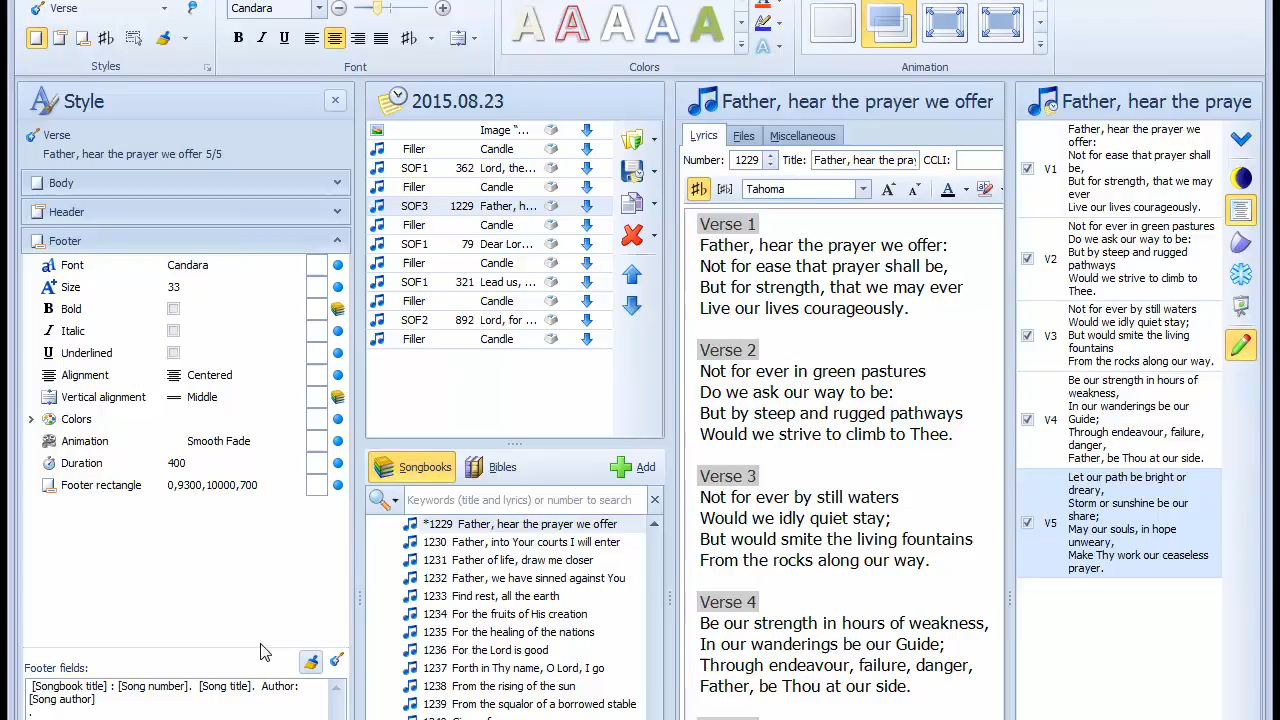 Verse
Candara
Styles
Font
Colors
Animation
Style
Verse
Father, hear the prayer we offer 5/5
Body
Header
Footer
Font Candara
Size 33
Bold
Italic
Underlined
Alignment Centered
Vertical alignment Middle
Colors
Animation Smooth Fade
Duration 400
Footer rectangle 0,9300,10000,700
Footer fields:
[Songbook title] : [Song number]. [Song title]. Author:
[Song author]
.
2015.08.23
Image “...
Filler Candle
SOF1 362 Lord, the...
Filler Candle
SOF3 1229 Father, h...
Filler Candle
SOF1 79 Dear Lor...
Filler Candle
SOF1 321 Lead us, ...
Filler Candle
SOF2 892 Lord, for ...
Filler Candle
Songbooks Bibles Add
Keywords (title and lyrics) or number to search
*1229 Father, hear the prayer we offer
1230 Father, into Your courts I will enter
1231 Father of life, draw me closer
1232 Father, we have sinned against You
1233 Find rest, all the earth
1234 For the fruits of His creation
1235 For the healing of the nations
1236 For the Lord is good
1237 Forth in Thy name, O Lord, I go
1238 From the rising of the sun
1239 From the squalor of a borrowed stable
Father, hear the prayer we offer
Lyrics Files Miscellaneous
Number: 1229 Title: Father, hear the pray CCLI:
Tahoma
Verse 1
Father, hear the prayer we offer:
Not for ease that prayer shall be,
But for strength, that we may ever
Live our lives courageously.
Verse 2
Not for ever in green pastures
Do we ask our way to be:
But by steep and rugged pathways
Would we strive to climb to Thee.
Verse 3
Not for ever by still waters
Would we idly quiet stay;
But would smite the living fountains
From the rocks along our way.
Verse 4
Be our strength in hours of weakness,
In our wanderings be our Guide;
Through endeavour, failure, danger,
Father, be Thou at our side.
Father, hear the praye
V1
Father, hear the prayer we
offer:
Not for ease that prayer shall
be,
But for strength, that we may
ever
Live our lives courageously.
V2
Not for ever in green pastures
Do we ask our way to be:
But by steep and rugged
pathways
Would we strive to climb to
Thee.
V3
Not for ever by still waters
Would we idly quiet stay;
But would smite the living
fountains
From the rocks along our way.
V4
Be our strength in hours of
weakness,
In our wanderings be our
Guide;
Through endeavour, failure,
danger,
Father, be Thou at our side.
V5
Let our path be bright or
dreary,
Storm or sunshine be our
share;
May our souls, in hope
unweary,
Make Thy work our ceaseless
prayer.